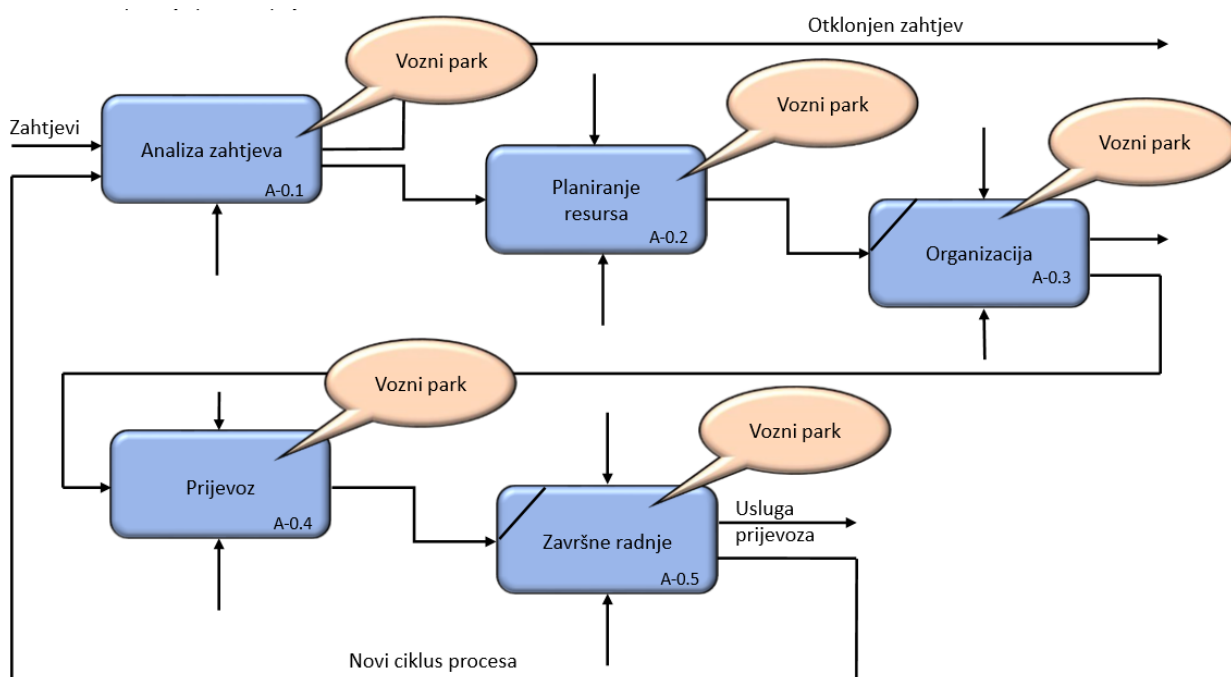 Otklonjen zahtjev
Vozni park
Zahtjevi
Analiza zahtjeva
A-0.1
Vozni park
Planiranje
resursa
A-0.2
Vozni park
Organizacija
A-0.3
Vozni park
Prijevoz
A-0.4
Vozni park
Završne radnje
A-0.5
Usluga
prijevoza
Novi ciklus procesa